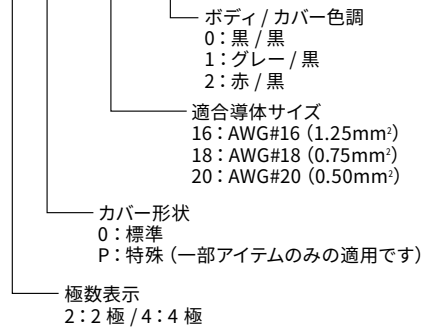 ボディ / カバー色調
0：黒 / 黒
1：グレー / 黒
2：赤 / 黒
適合導体サイズ
16：AWG#16（1.25mm²）
18：AWG#18（0.75mm²）
20：AWG#20（0.50mm²）
カバー形状
0：標準
P：特殊（一部アイテムのみの適用です）
極数表示
2：2 極 / 4：4 極